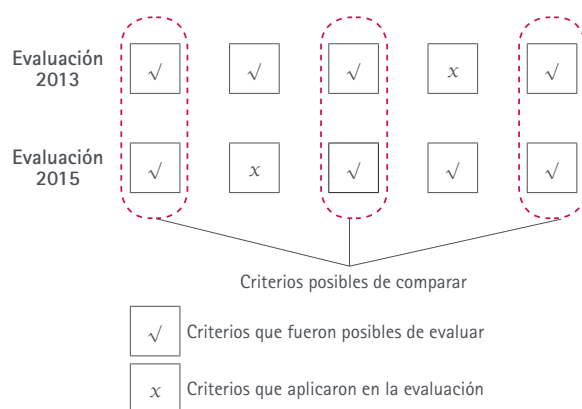 Evaluación
2013
√ √ √ x √
Evaluación
2015
√ x √ √ √
Criterios posibles de comparar
√ Criterios que fueron posibles de evaluar
x Criterios que aplicaron en la evaluación